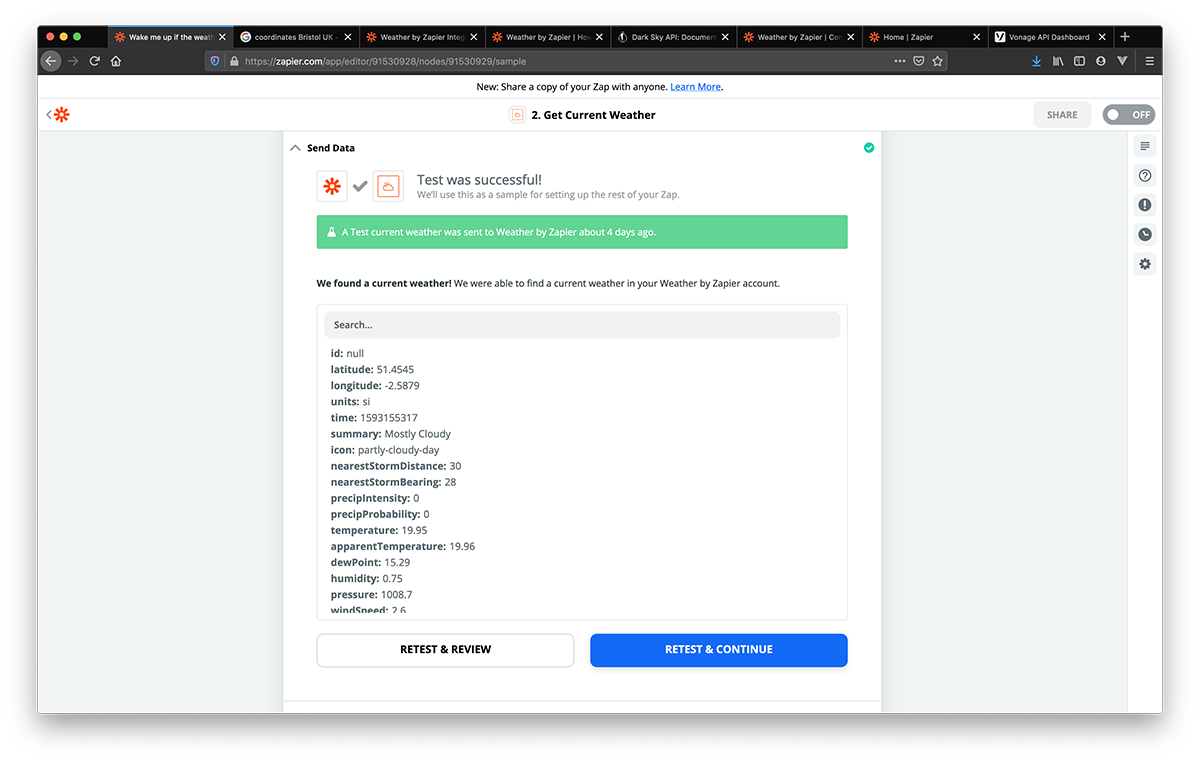 Wake me up if the weath
coordinates Bristol UK -
Weather by Zapier Integ
Weather by Zapier | How
Dark Sky API: Document
Weather by Zapier | Con
Home | Zapier
Vonage API Dashboard
https://zapier.com/app/editor/91530928/nodes/91530929/sample
New: Share a copy of your Zap with anyone. Learn More.
2. Get Current Weather
SHARE
OFF
Send Data
Test was successful!
We'll use this as a sample for setting up the rest of your Zap.
A Test current weather was sent to Weather by Zapier about 4 days ago.
We found a current weather! We were able to find a current weather in your Weather by Zapier account.
Search...
id: null
latitude: 51.4545
longitude: -2.5879
units: si
time: 1593155317
summary: Mostly Cloudy
icon: partly-cloudy-day
nearestStormDistance: 30
nearestStormBearing: 28
precipIntensity: 0
precipProbability: 0
temperature: 19.95
apparentTemperature: 19.96
dewPoint: 15.29
humidity: 0.75
pressure: 1008.7
windSpeed: 2.6
RETEST & REVIEW
RETEST & CONTINUE